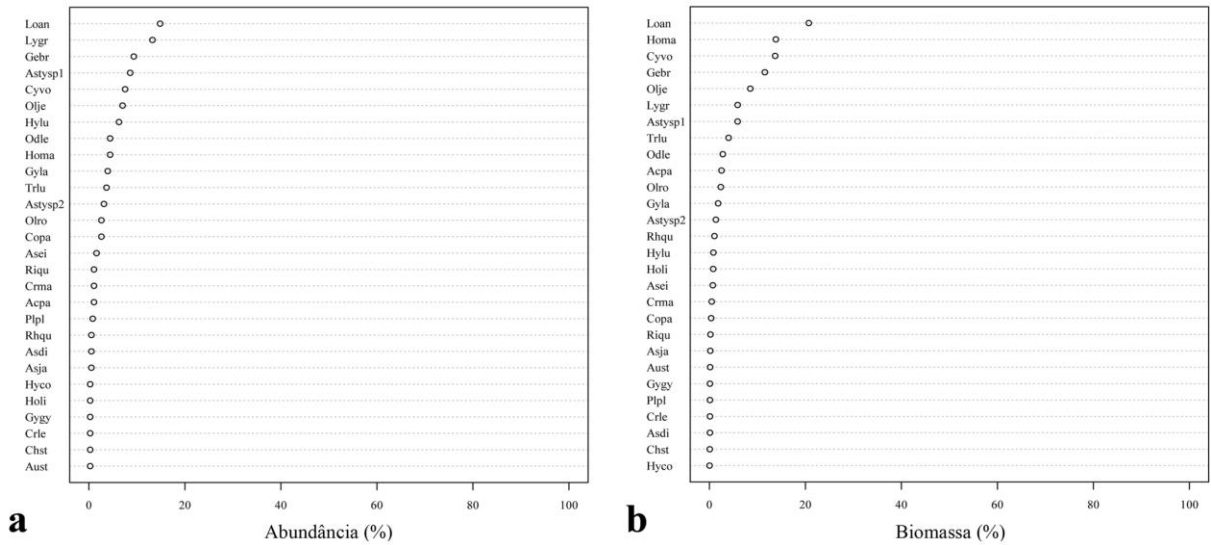 Loan
Lygr
Gebr
Astysp1
Cyvo
Olje
Hylu
Odle
Homa
Gyla
Trlu
Astysp2
Olro
Copa
Asei
Riqu
Crma
Acpa
Plpl
Rhqu
Asdi
Asja
Hyco
Holi
Gygy
Crle
Chst
Aust
0 20 40 60 80 100
a
Abundância (%)
Loan
Homa
Cyvo
Gebr
Olje
Lygr
Astysp1
Trlu
Odle
Acpa
Olro
Gyla
Astysp2
Rhqu
Hylu
Holi
Asei
Crma
Copa
Riqu
Asja
Aust
Gygy
Plpl
Crle
Asdi
Chst
Hyco
0 20 40 60 80 100
b
Biomassa (%)